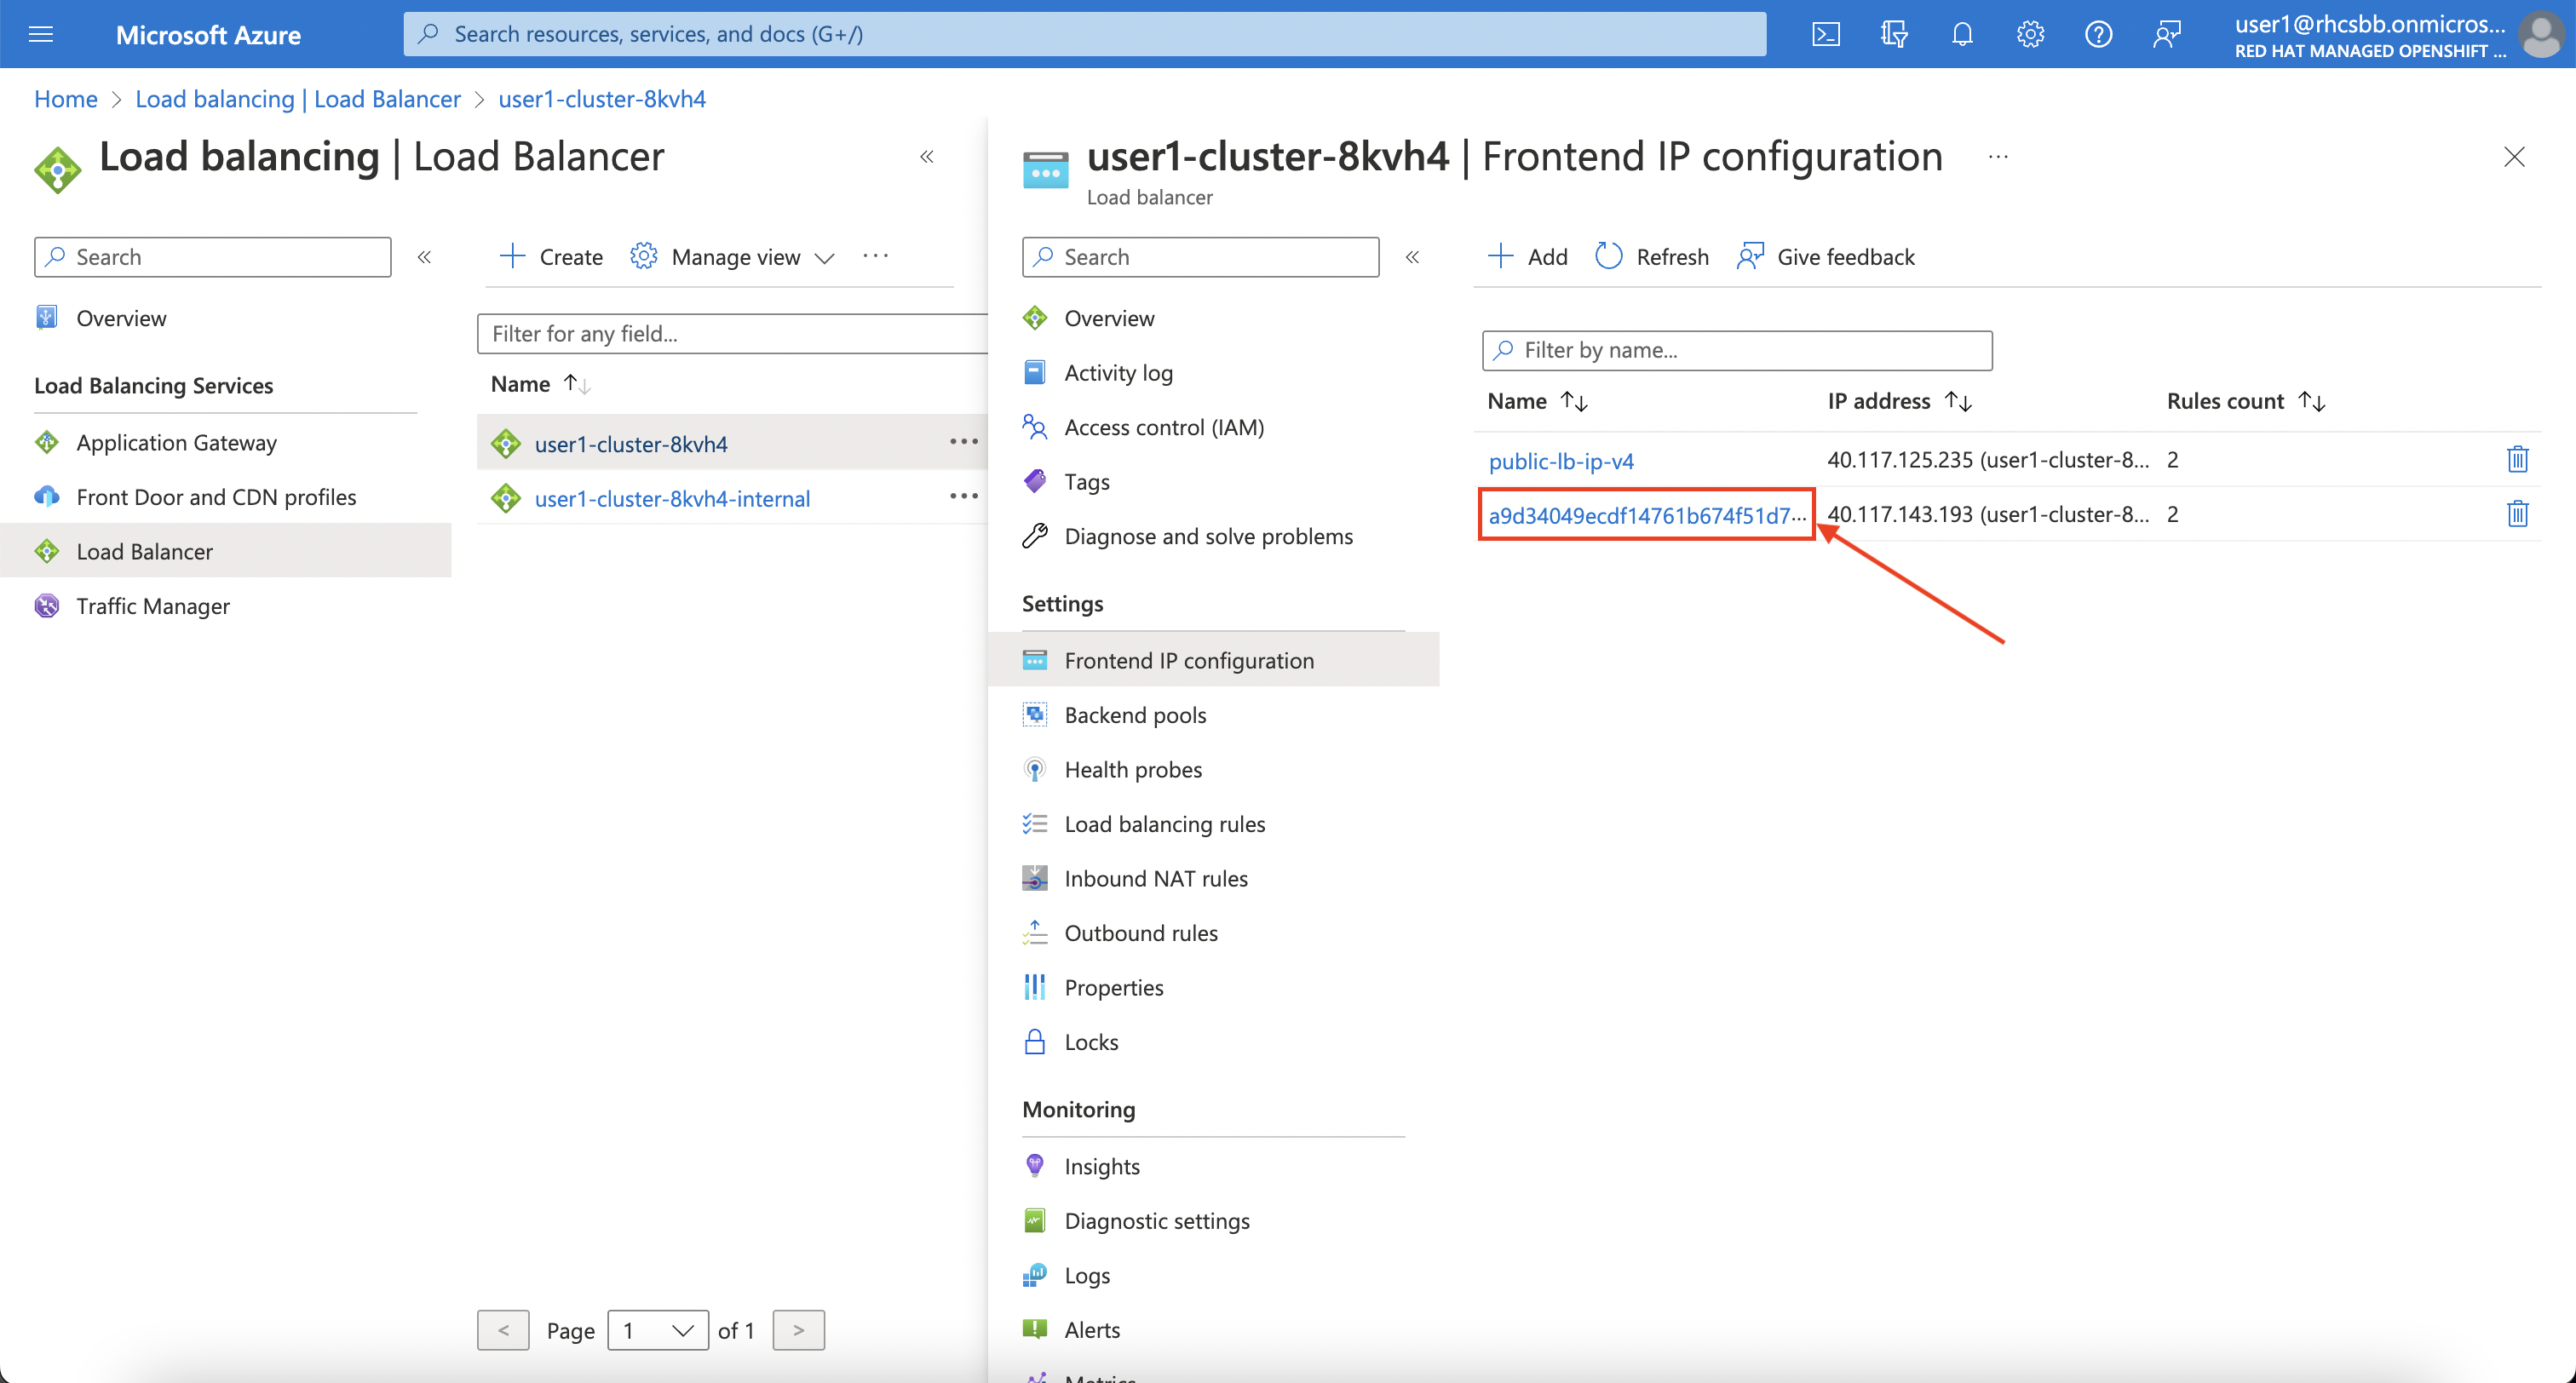 Microsoft Azure
Search resources, services, and docs (G+/)
user1@rhcsbb.onmicros...
RED HAT MANAGED OPENSHIFT ...
Home > Load balancing | Load Balancer > user1-cluster-8kvh4
Load balancing | Load Balancer
«
Search
«
Overview
Load Balancing Services
Application Gateway
Front Door and CDN profiles
Load Balancer
Traffic Manager
+ Create
Manage view
...
Filter for any field...
Name ↑↓
user1-cluster-8kvh4 ...
user1-cluster-8kvh4-internal ...
< Page 1 of 1 >
user1-cluster-8kvh4 | Frontend IP configuration ...
Load balancer
Search
«
Overview
Activity log
Access control (IAM)
Tags
Diagnose and solve problems
Settings
Frontend IP configuration
Backend pools
Health probes
Load balancing rules
Inbound NAT rules
Outbound rules
Properties
Locks
Monitoring
Insights
Diagnostic settings
Logs
Alerts
Metrics
+ Add
Refresh
Give feedback
Filter by name...
Name ↑↓ IP address ↑↓ Rules count ↑↓
public-lb-ip-v4 40.117.125.235 (user1-cluster-8... 2
a9d34049ecdf14761b674f51d7... 40.117.143.193 (user1-cluster-8... 2